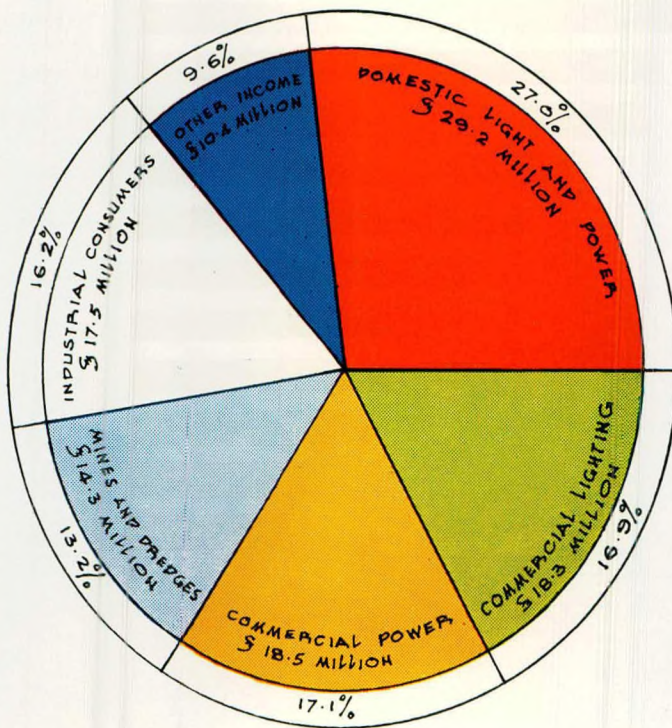 9.6%
OTHER INCOME
$10.4 MILLION
27.0%
DOMESTIC LIGHT AND POWER
$ 29.2 MILLION
16.2%
INDUSTRIAL CONSUMERS
$ 17.5 MILLION
13.2%
MINES AND DREDGES
$14.3 MILLION
17.1%
COMMERCIAL POWER
$ 18.5 MILLION
16.9%
COMMERCIAL LIGHTING
$ 18.3 MILLION